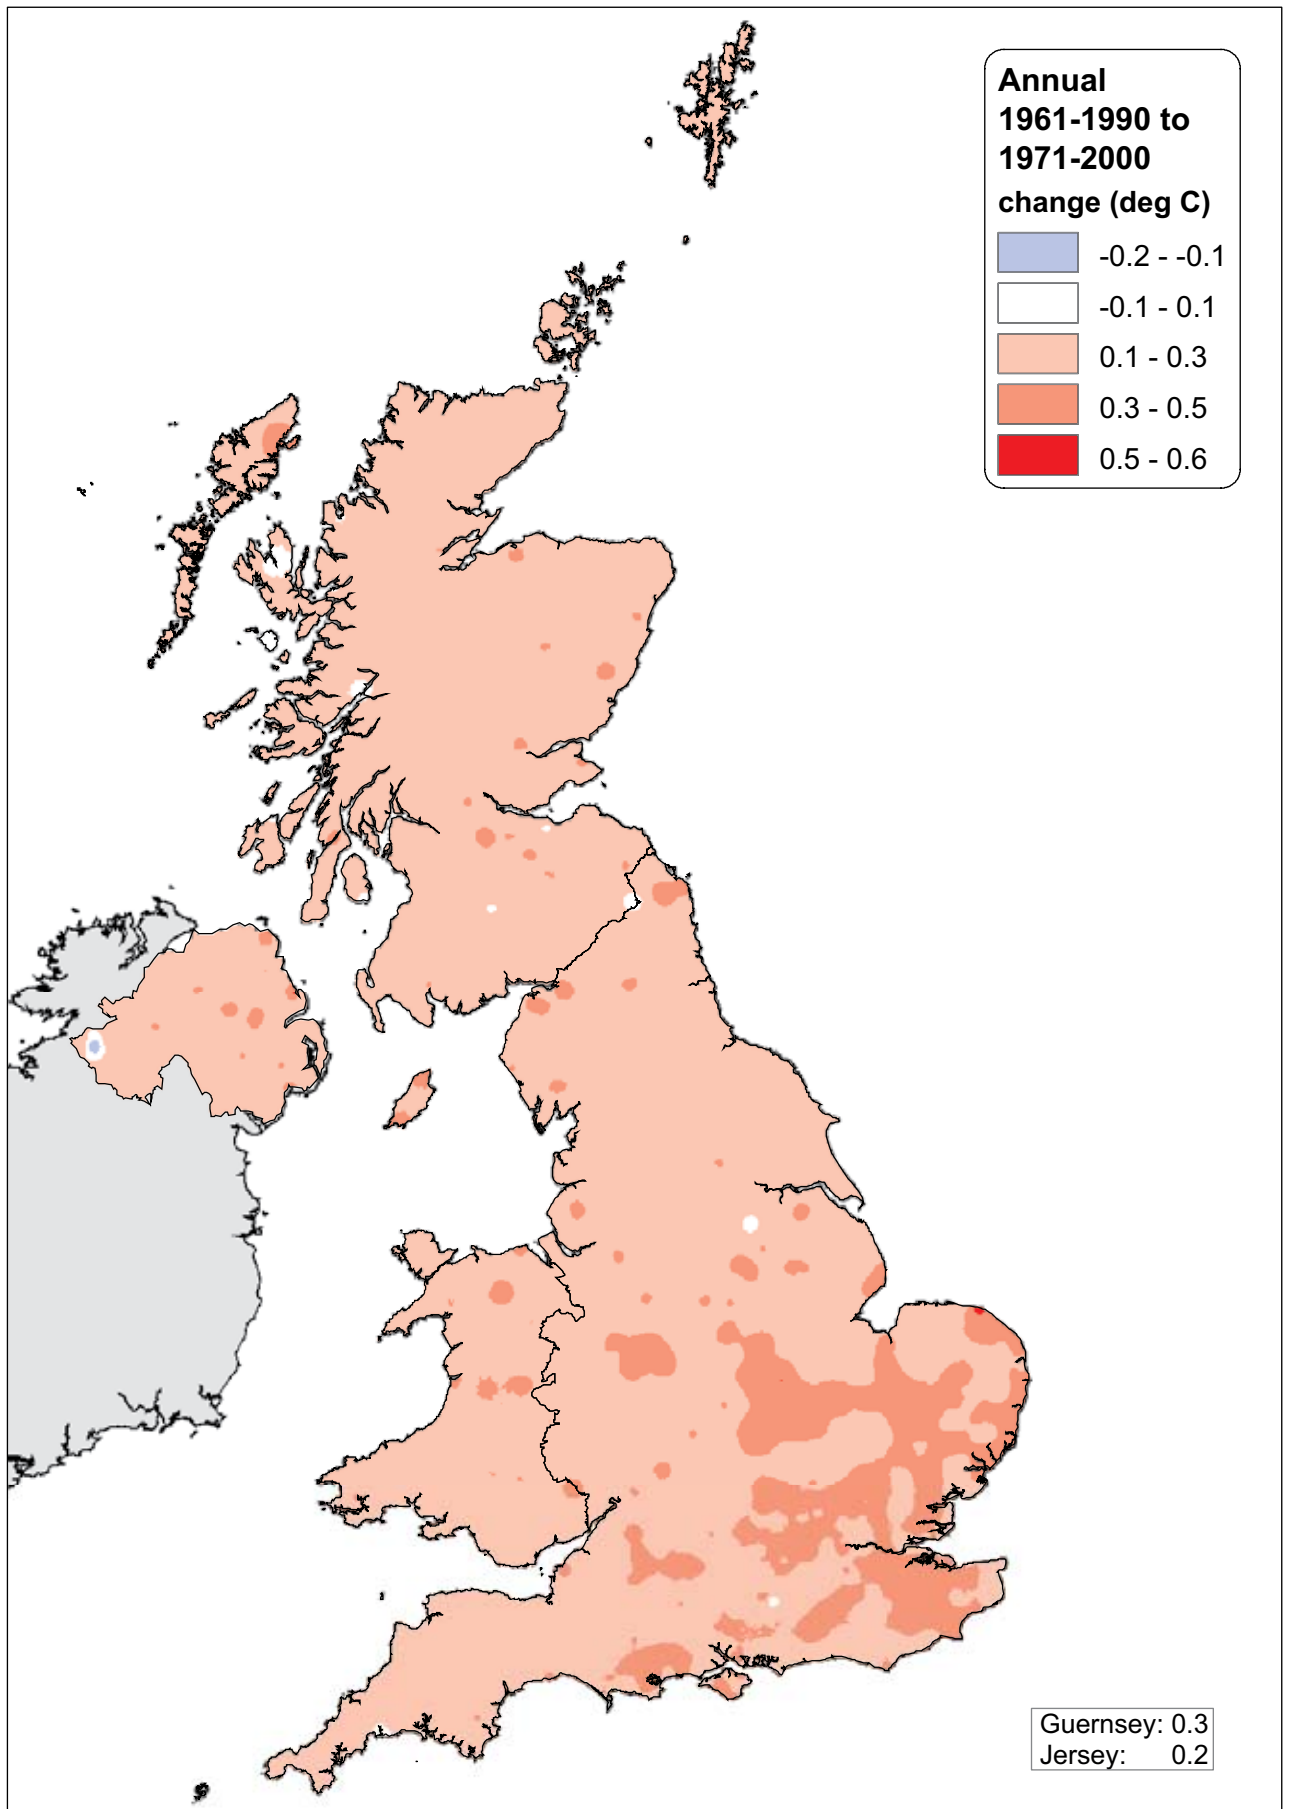 Annual
1961-1990 to
1971-2000
change (deg C)
-0.2 - -0.1
-0.1 - 0.1
0.1 - 0.3
0.3 - 0.5
0.5 - 0.6
Guernsey: 0.3
Jersey: 0.2